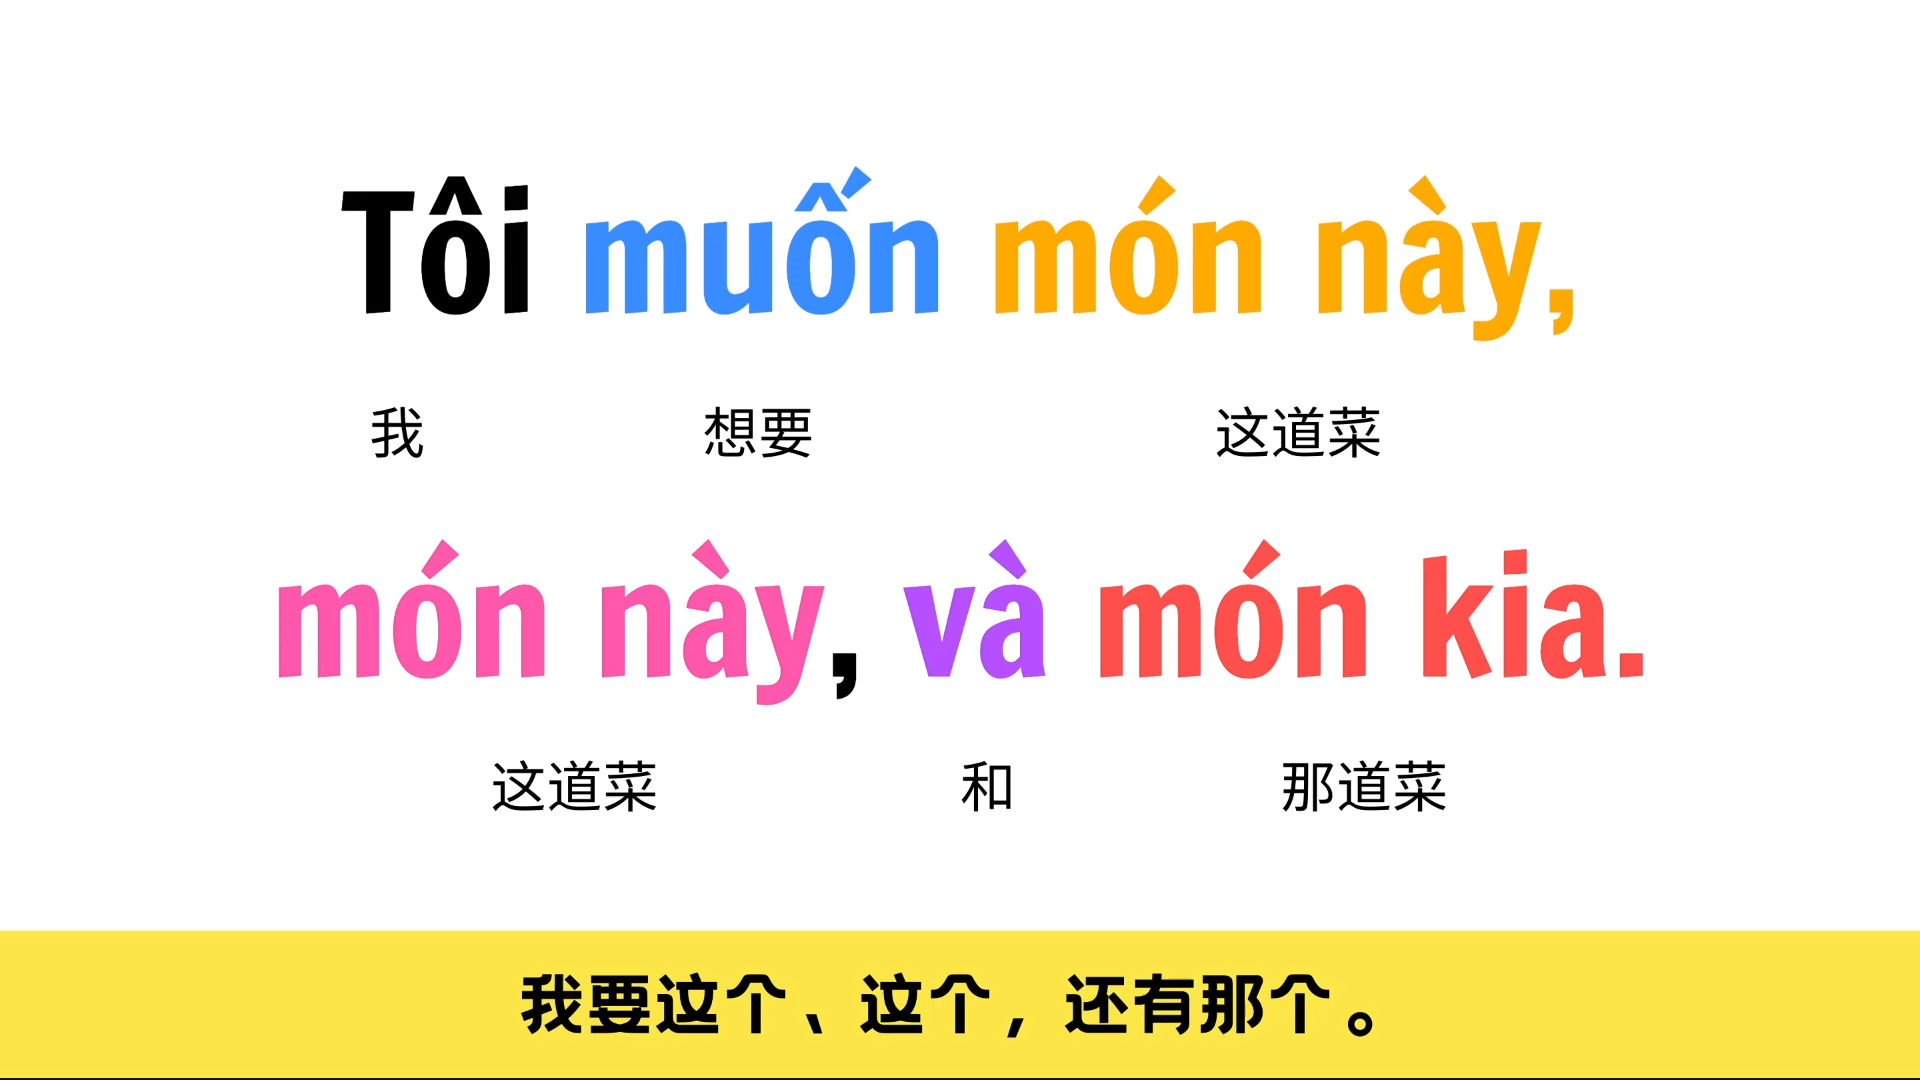 Tôi muốn món này,
我 想要 这道菜
món này, và món kia.
这道菜 和 那道菜
我要这个、这个，还有那个。